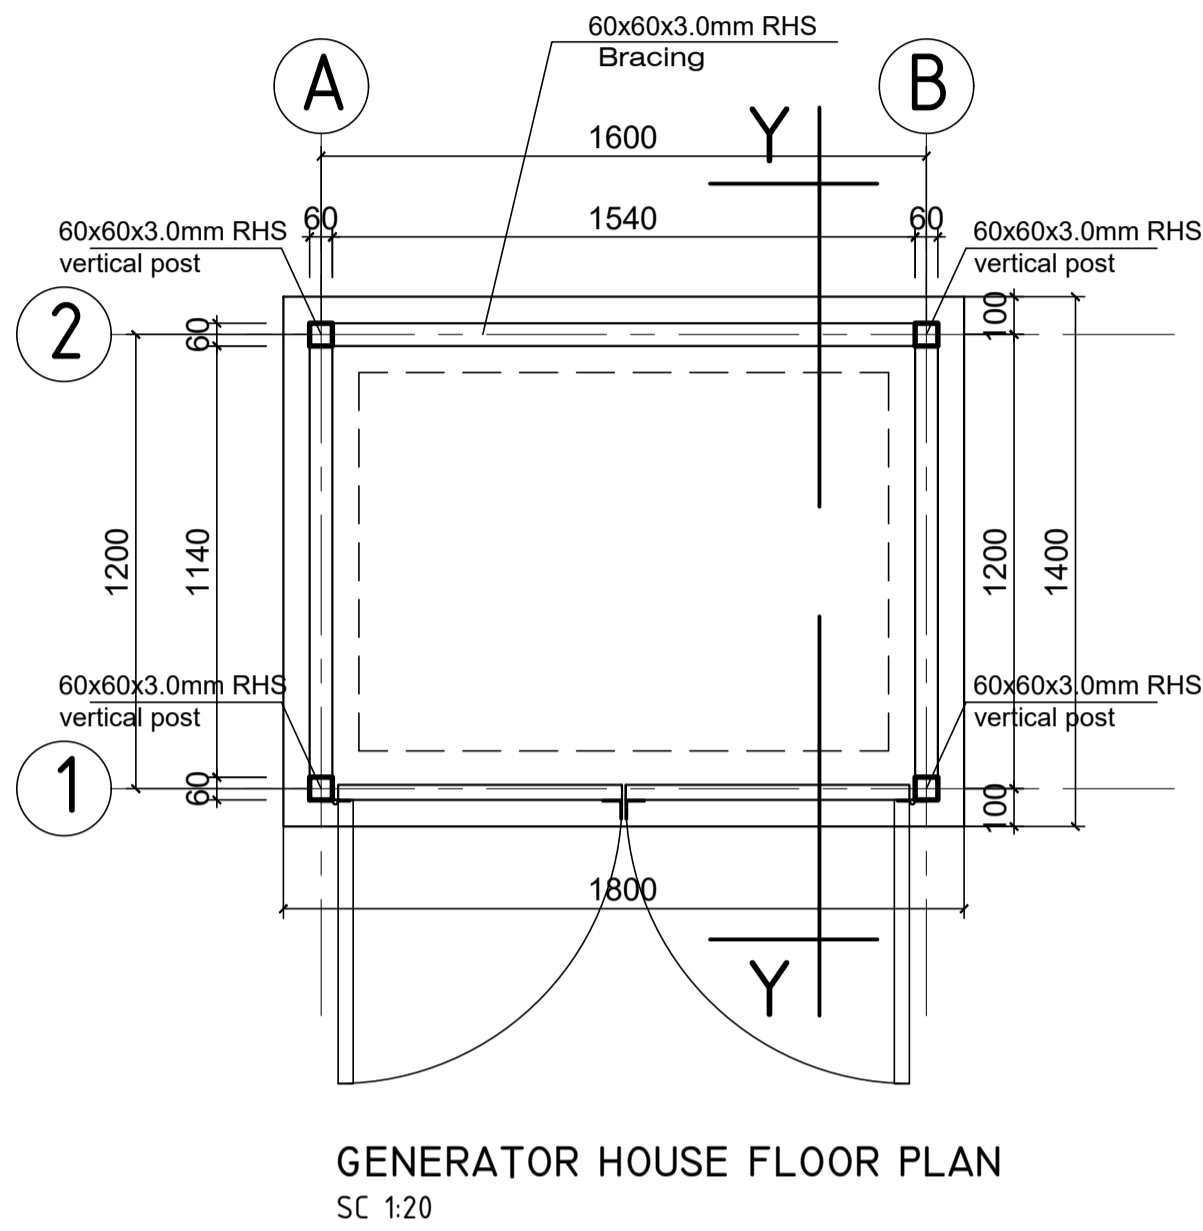 60x60x3.0mm RHS
Bracing
A
B
1600
Y
60
1540
60
60x60x3.0mm RHS
vertical post
60x60x3.0mm RHS
vertical post
2
60
100
1200
1140
1200
1400
60x60x3.0mm RHS
vertical post
60x60x3.0mm RHS
vertical post
1
60
100
1800
Y
GENERATOR HOUSE FLOOR PLAN
SC 1:20